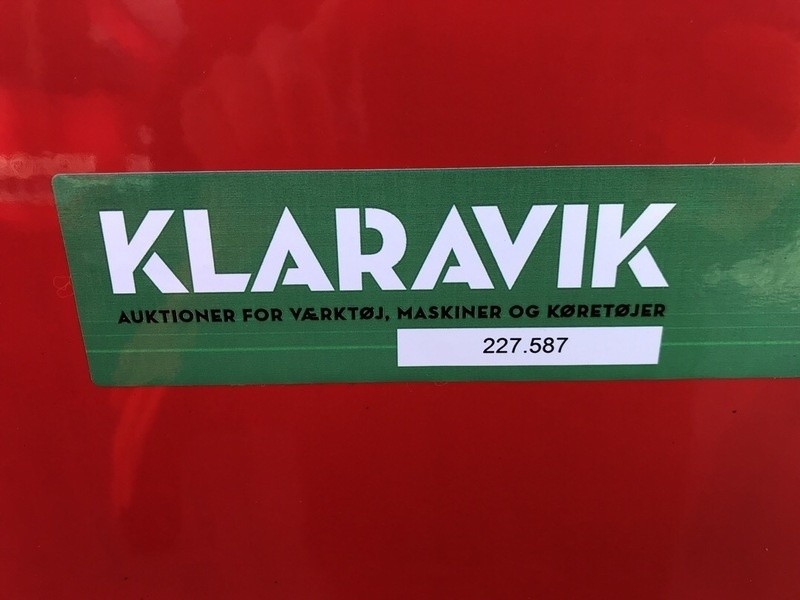 KLARAVIK
AUKTIONER FOR VÆRKTØJ, MASKINER OG KØRETØJER
227.587